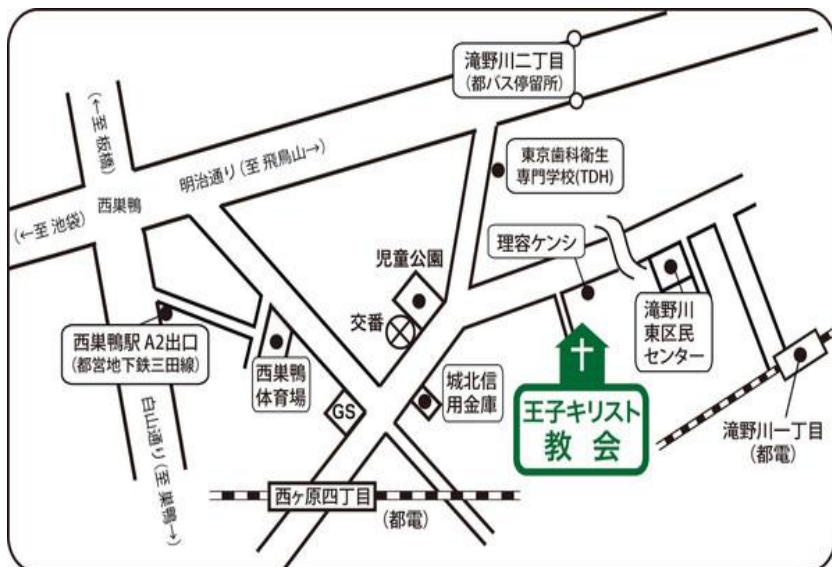 滝野川二丁目
(都バス停留所)
(←至 板橋)
明治通り (至 飛鳥山→)
西巣鴨
(←至 池袋)
東京歯科衛生
専門学校(TDH)
理容ケンシ
児童公園
交番
滝野川
東区民
センター
西巣鴨駅 A2出口
(都営地下鉄三田線)
西巣鴨
体育場
GS
城北信
用金庫
王子キリスト
教会
滝野川一丁目
(都電)
白山通り (至 巣鴨→)
西ヶ原四丁目
(都電)